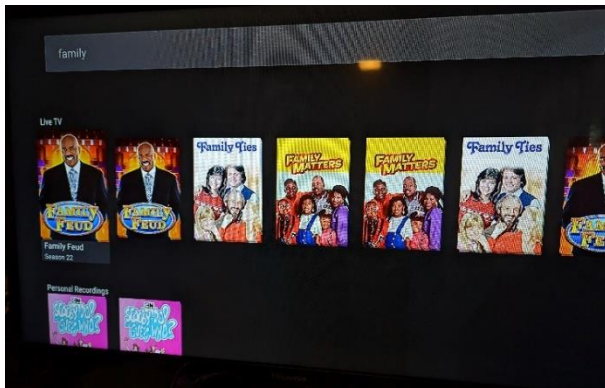 family
Live TV
FAMILY
FEUD
FAMILY
FEUD
Family Ties
FAMILY
MATTERS
FAMILY
MATTERS
Family Ties
Family Feud
Season 22
Personal Recordings